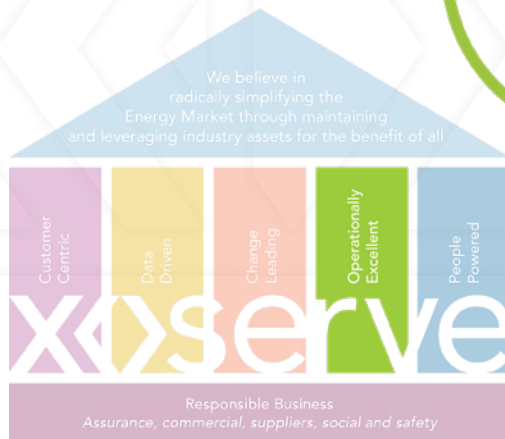 We believe in
radically simplifying the
Energy Market through maintaining
and leveraging industry assets for the benefit of all
Customer
Centric
Data
Driven
Change
Leading
Operationally
Excellent
People
Powered
xoserve
Responsible Business
Assurance, commercial, suppliers, social and safety